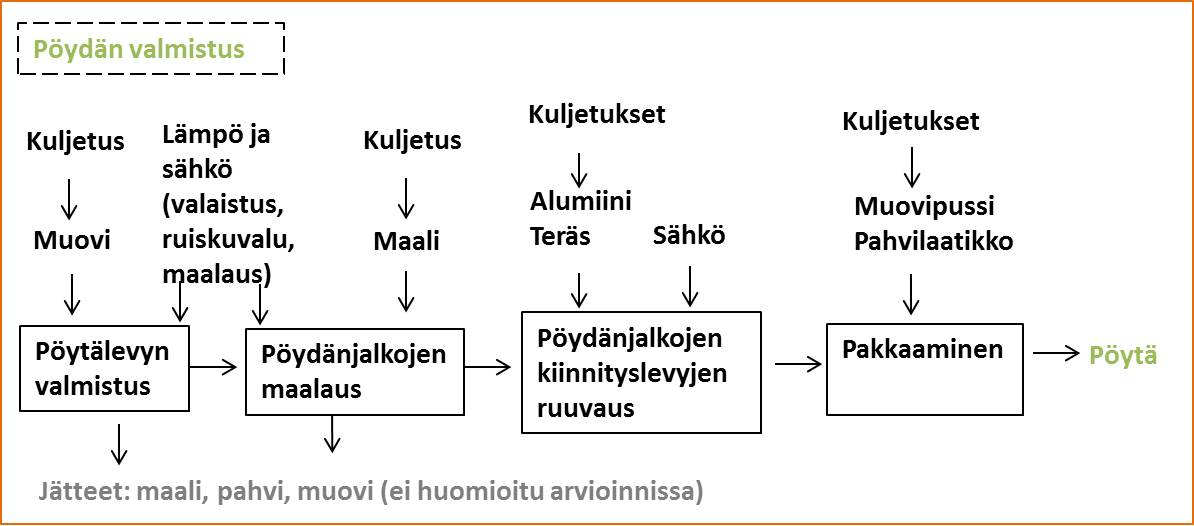 Pöydän valmistus
Kuljetus
Muovi
Lämpö ja
sähkö
(valaistus,
ruiskuvalu,
maalaus)
Kuljetus
Maali
Kuljetukset
Alumiini
Teräs
Sähkö
Kuljetukset
Muovipussi
Pahvilaatikko
Pöytälevyn
valmistus
Pöydänjalkojen
maalaus
Pöydänjalkojen
kiinnityslevyjen
ruuvaus
Pakkaaminen
Pöytä
Jätteet: maali, pahvi, muovi (ei huomioitu arvioinnissa)